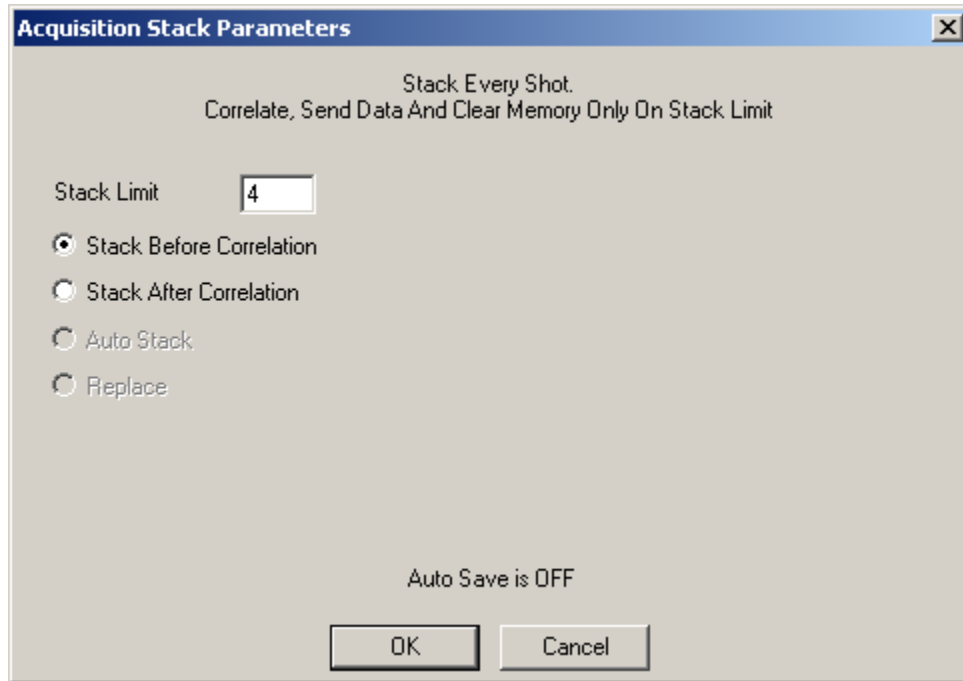 Acquisition Stack Parameters
Stack Every Shot.
Correlate, Send Data And Clear Memory Only On Stack Limit
Stack Limit 4
Stack Before Correlation
Stack After Correlation
Auto Stack
Replace
Auto Save is OFF
OK Cancel